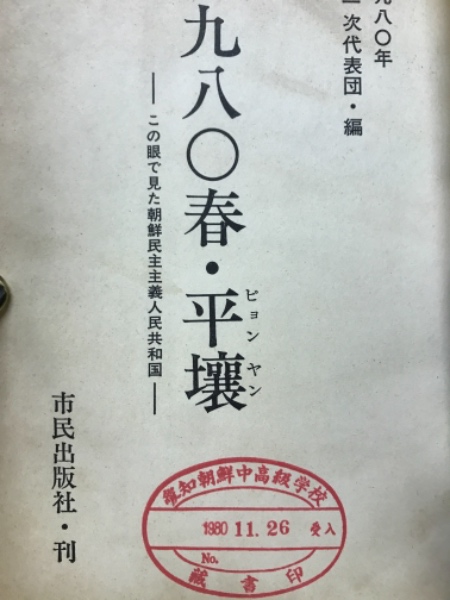 九八〇年
一次代表団・編
九八〇春・平壌
ピョンヤン
―この眼で見た朝鮮民主主義人民共和国―
市民出版社・刊
愛知朝鮮中高級学校
1980 11.26 受入
No.
蔵書印